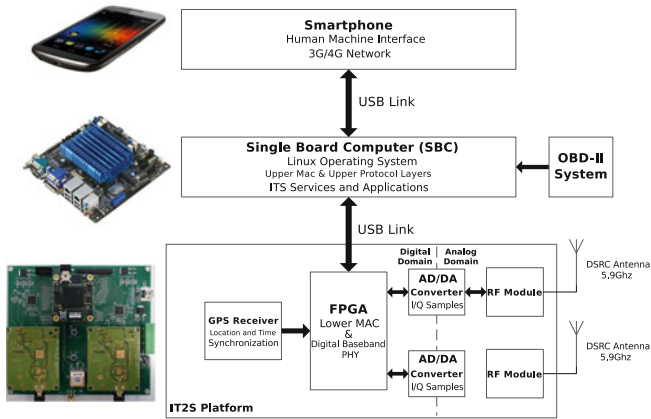 Smartphone
Human Machine Interface
3G/4G Network
USB Link
Single Board Computer (SBC)
Linux Operating System
Upper Mac & Upper Protocol Layers
ITS Services and Applications
OBD-II
System
USB Link
Digital
Domain
Analog
Domain
FPGA
Lower MAC
&
Digital Baseband
PHY
GPS Receiver
Location and Time
Synchronization
AD/DA
Converter
I/Q Samples
RF Module
DSRC Antenna
5,9Ghz
AD/DA
Converter
I/Q Samples
RF Module
DSRC Antenna
5,9Ghz
IT2S Platform